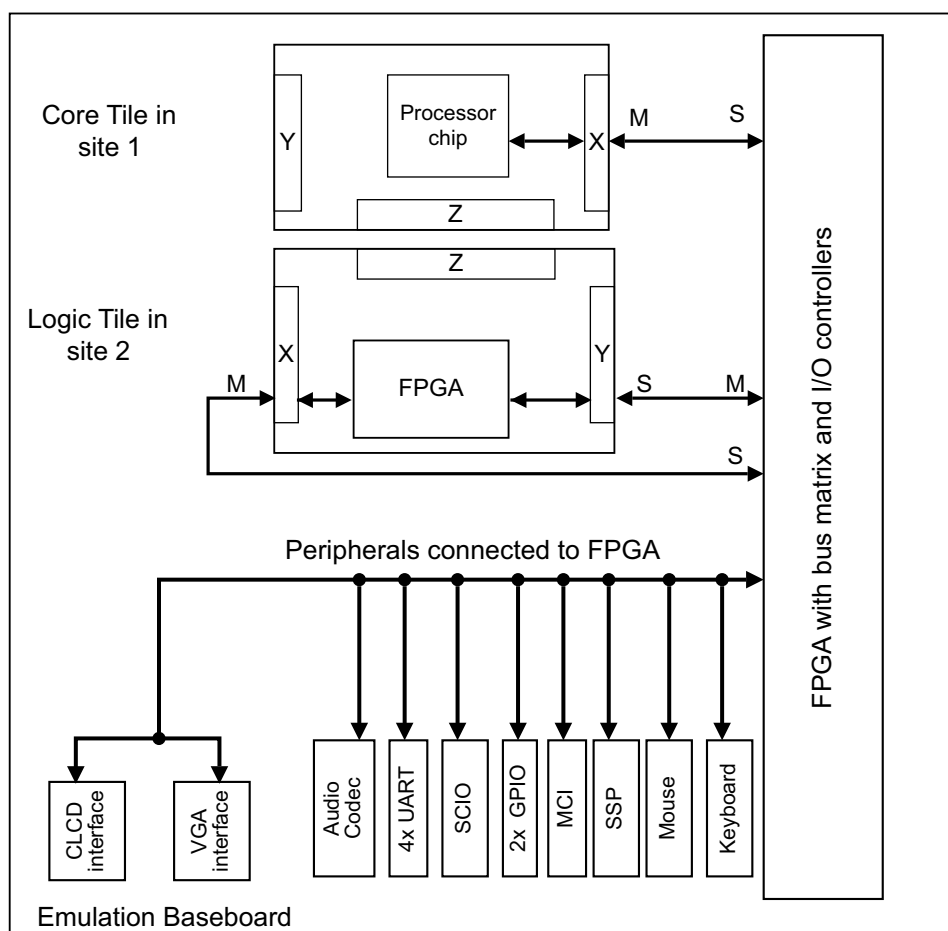 Core Tile in
site 1
Y
Processor
chip
X
M
S
Z
Z
Logic Tile in
site 2
X
FPGA
Y
M
S
M
S
FPGA with bus matrix and I/O controllers
Peripherals connected to FPGA
CLCD
interface
VGA
interface
Audio
Codec
4x UART
SCIO
2x GPIO
MCI
SSP
Mouse
Keyboard
Emulation Baseboard